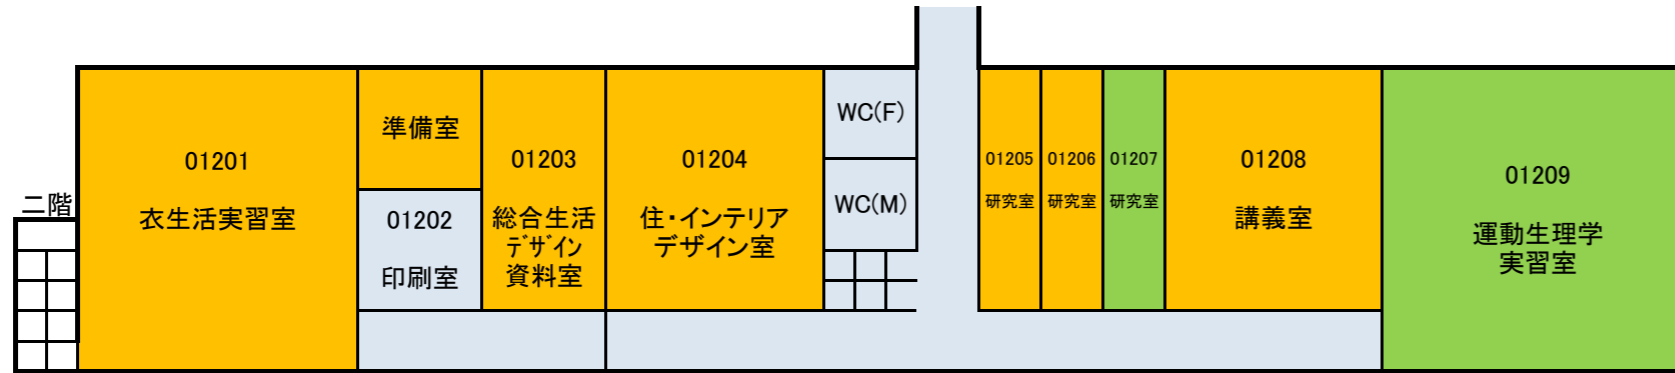 二階
01201
衣生活実習室
準備室
01202
印刷室
01203
総合生活
ﾃﾞｻﾞｲﾝ
資料室
01204
住・インテリア
デザイン室
WC(F)
WC(M)
01205
研究室
01206
研究室
01207
研究室
01208
講義室
01209
運動生理学
実習室